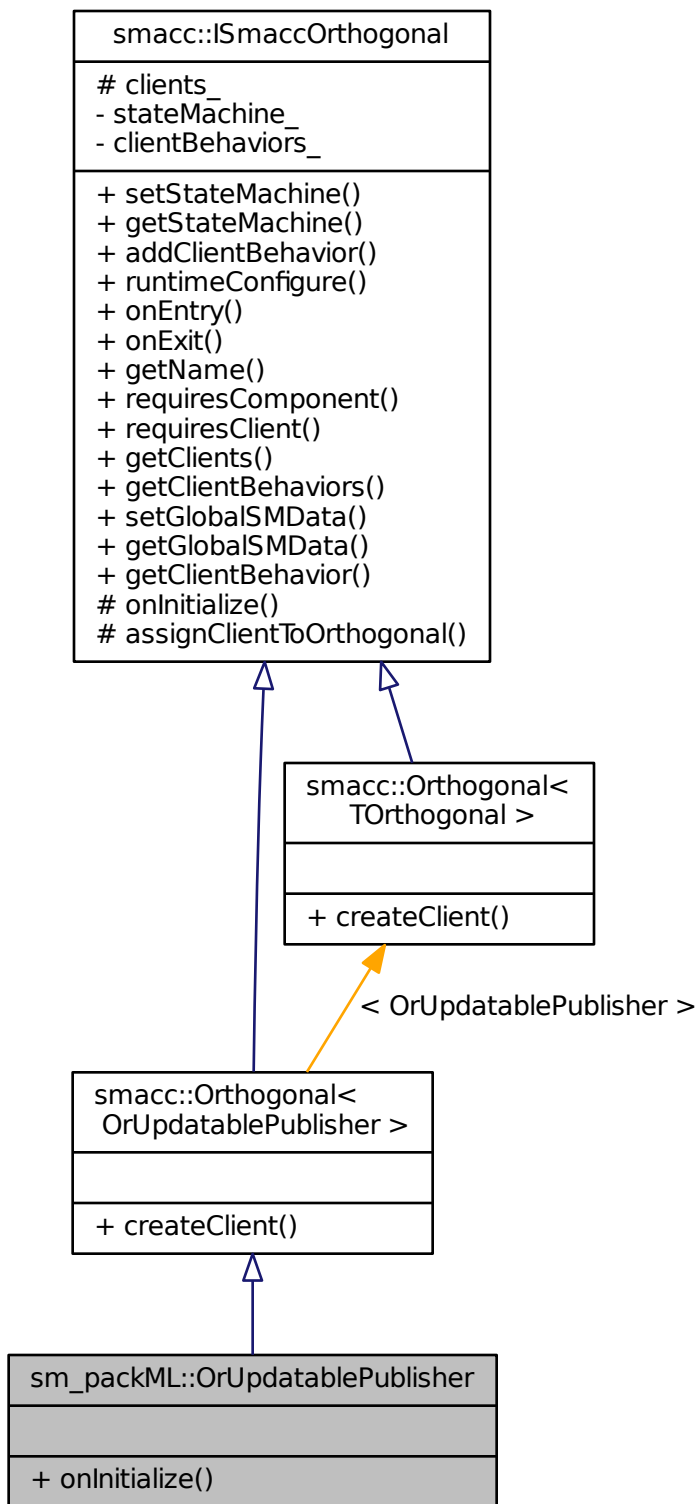 smacc::ISmaccOrthogonal
# clients_
- stateMachine_
- clientBehaviors_
+ setStateMachine()
+ getStateMachine()
+ addClientBehavior()
+ runtimeConfigure()
+ onEntry()
+ onExit()
+ getName()
+ requiresComponent()
+ requiresClient()
+ getClients()
+ getClientBehaviors()
+ setGlobalSMData()
+ getGlobalSMData()
+ getClientBehavior()
# onInitialize()
# assignClientToOrthogonal()
smacc::Orthogonal<
TOrthogonal >
+ createClient()
< OrUpdatablePublisher >
smacc::Orthogonal<
OrUpdatablePublisher >
+ createClient()
sm_packML::OrUpdatablePublisher
+ onInitialize()